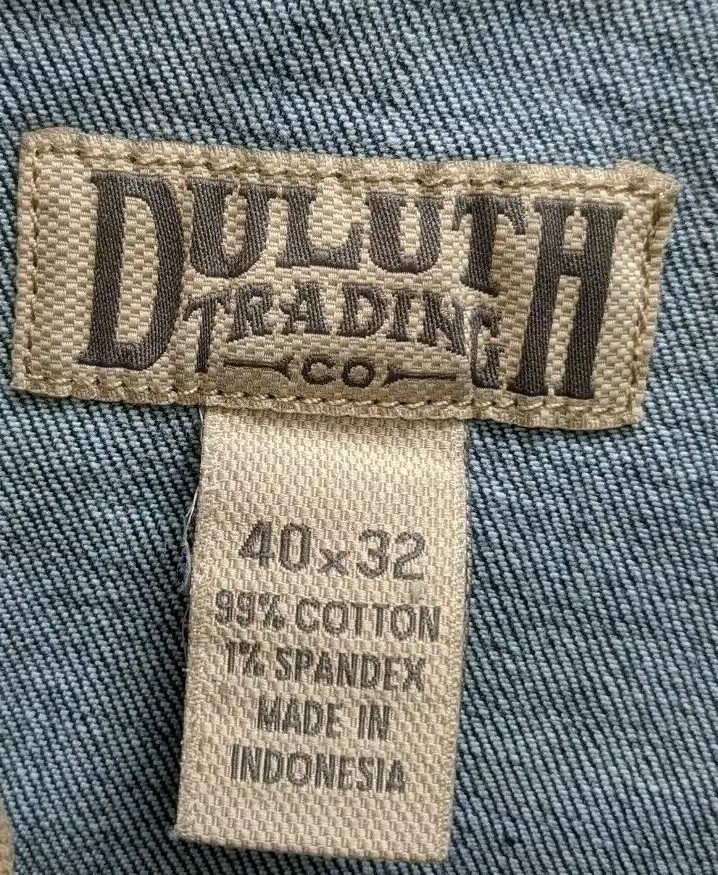 DULUTH
TRADING
CO
40x32
99% COTTON
1% SPANDEX
MADE IN
INDONESIA